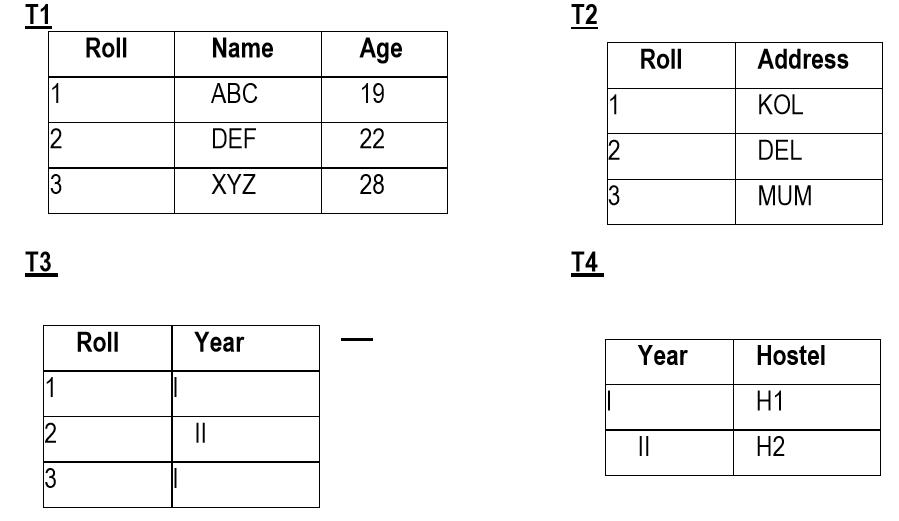 T1
Roll Name Age
1 ABC 19
2 DEF 22
3 XYZ 28
T2
Roll Address
1 KOL
2 DEL
3 MUM
T3
Roll Year
1 I
2 II
3 I
T4
Year Hostel
I H1
II H2